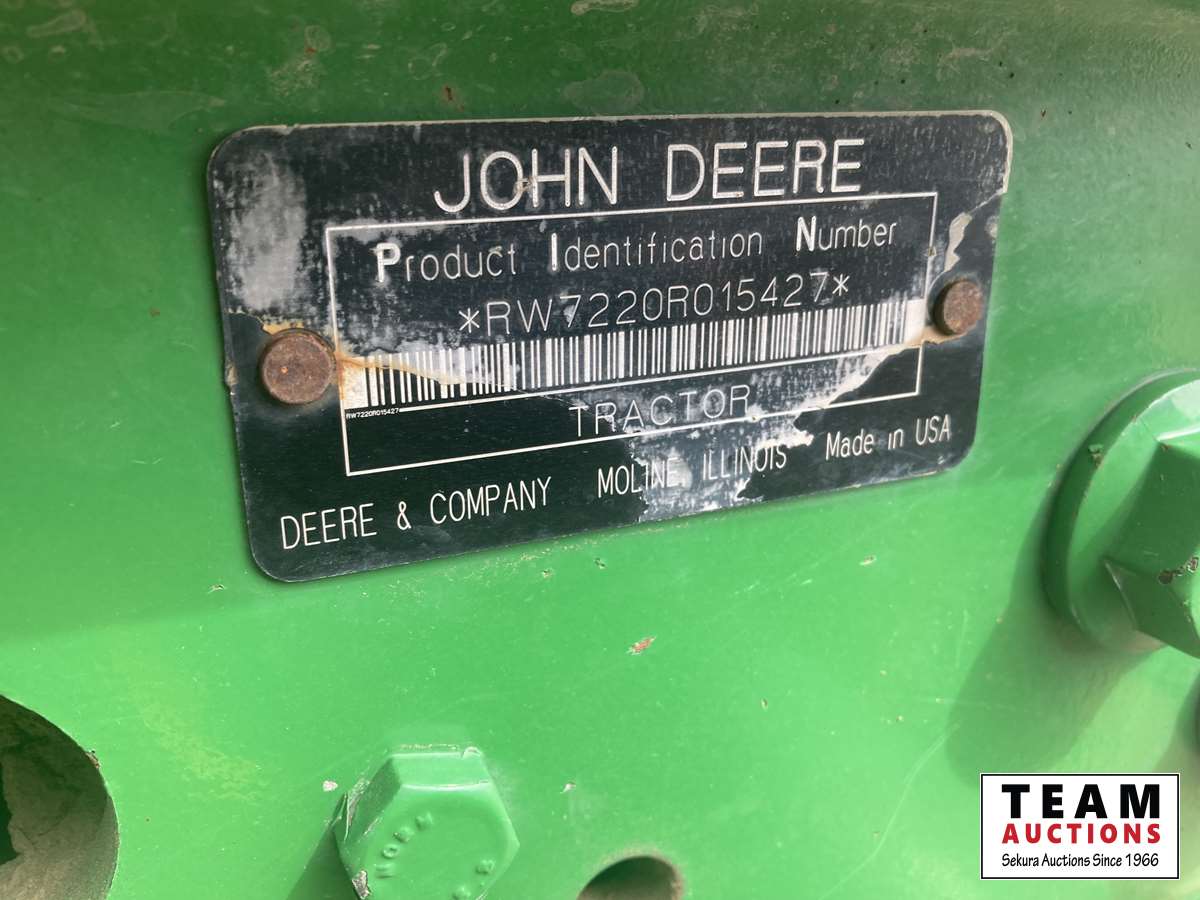 JOHN DEERE
Product Identification Number
*RW7220R015427*
RW7220R015427
TRACTOR
DEERE & COMPANY MOLINE, ILLINOIS Made in USA
TEAM
AUCTIONS
Sekura Auctions Since 1966